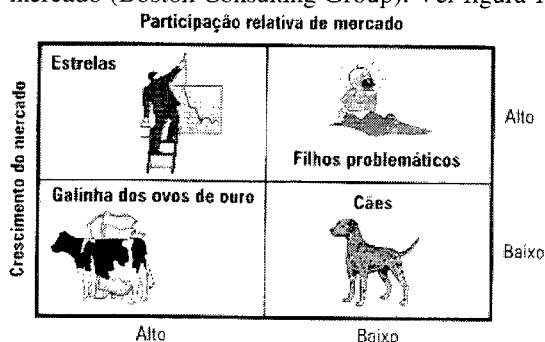 mercado (Boston Consulting Group). Ver figura 1
Participação relativa de mercado
Crescimento do mercado
Estrelas
Filhos problemáticos
Alto
Galinha dos ovos de ouro
Cães
Baixo
Alto
Baixo